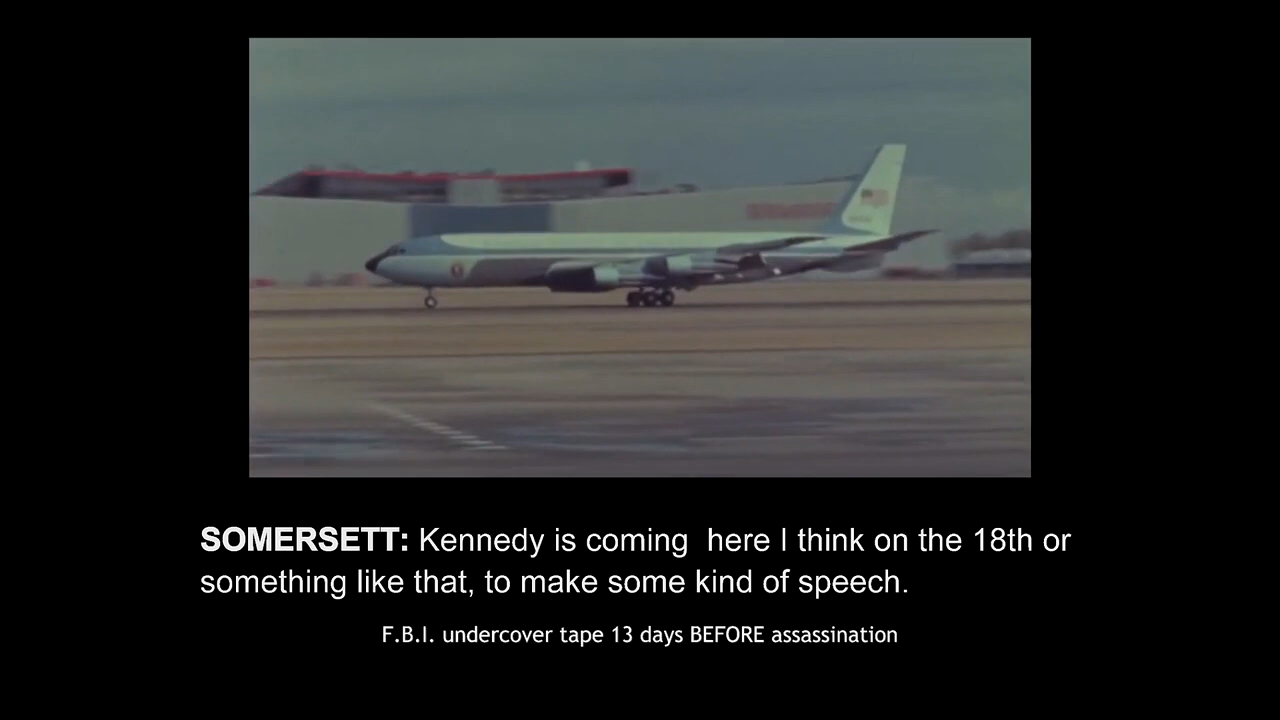 SOMERSETT: Kennedy is coming  here I think on the 18th or
something like that, to make some kind of speech.
F.B.I. undercover tape 13 days BEFORE assassination